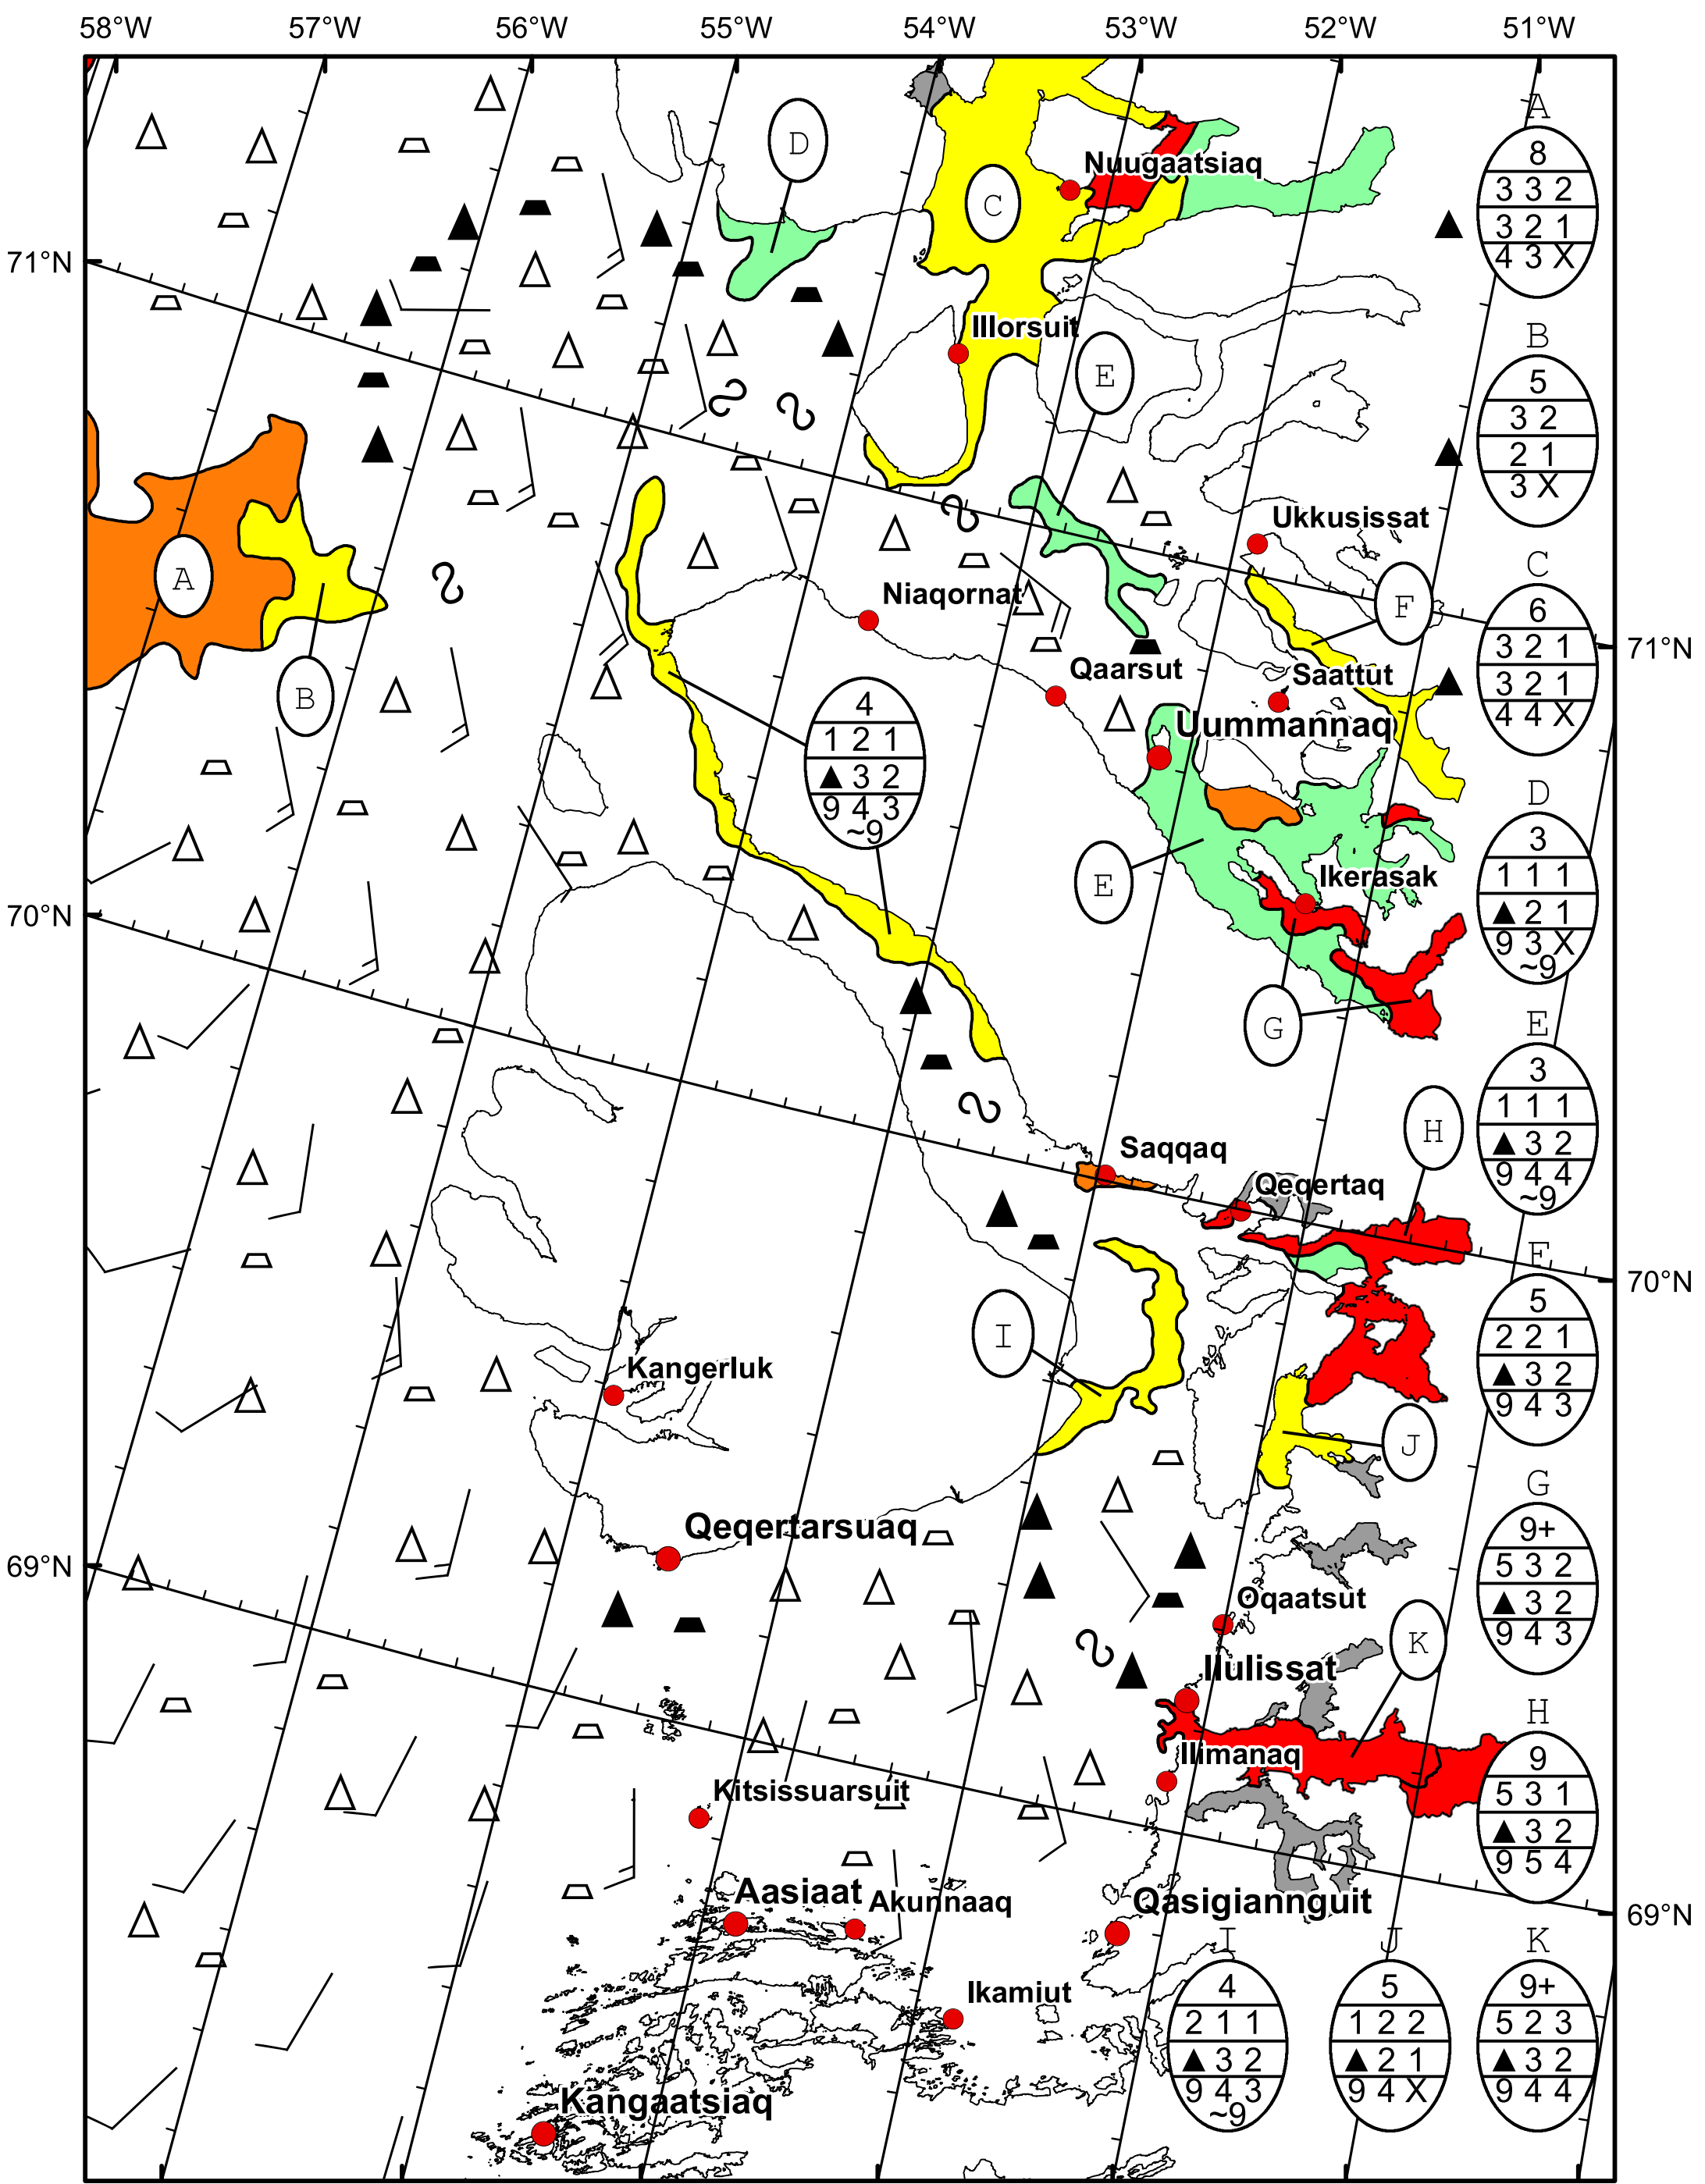 58°W 57°W 56°W 55°W 54°W 53°W 52°W 51°W
A
8
3 3 2
3 2 1
4 3 X
D
Nuugaatsiaq
C
71°N
Illorsuit
B
5
3 2
2 1
3 X
E
Ukkusissat
C
6
3 2 1
3 2 1
4 4 X
A
Niaqornat
F
71°N
B
Qaarsut
Saattut
Uummannaq
4
1 2 1
▲ 3 2
9 4 3
~9
D
3
1 1 1
▲ 2 1
9 3 X
~9
E
Ikerasak
70°N
G
E
3
1 1 1
▲ 3 2
9 4 4
~9
H
Saqqaq
Qeqertaq
F
5
2 2 1
▲ 3 2
9 4 3
70°N
I
Kangerluk
J
G
9+
5 3 2
▲ 3 2
9 4 3
Qeqertarsuaq
69°N
Oqaatsut
K
Ilulissat
H
9
5 3 1
▲ 3 2
9 5 4
Ilimanaq
Kitsissuarsuit
Aasiaat
Akunnaaq
Qasigiannguit
69°N
I
4
2 1 1
▲ 3 2
9 4 3
~9
J
5
1 2 2
▲ 2 1
9 4 X
K
9+
5 2 3
▲ 3 2
9 4 4
Ikamiut
Kangaatsiaq